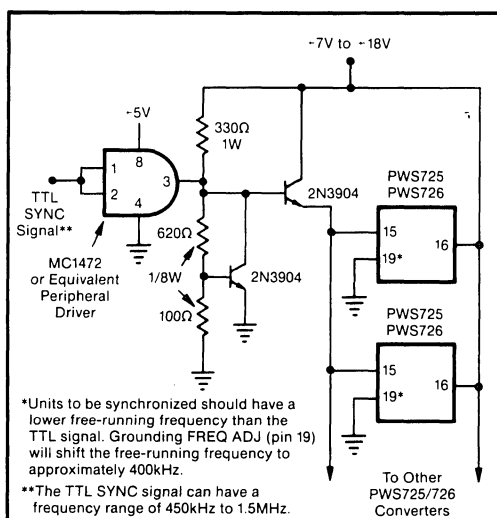 -7V to -18V
-5V
330Ω
1W
8
1
2
3
4
TTL
SYNC
Signal**
2N3904
PWS725
PWS726
15
16
19*
MC1472
or Equivalent
Peripheral
Driver
620Ω
1/8W
2N3904
100Ω
PWS725
PWS726
15
16
19*
*Units to be synchronized should have a
lower free-running frequency than the
TTL signal. Grounding FREQ ADJ (pin 19)
will shift the free-running frequency to
approximately 400kHz.
**The TTL SYNC signal can have a
frequency range of 450kHz to 1.5MHz.
To Other
PWS725/726
Converters